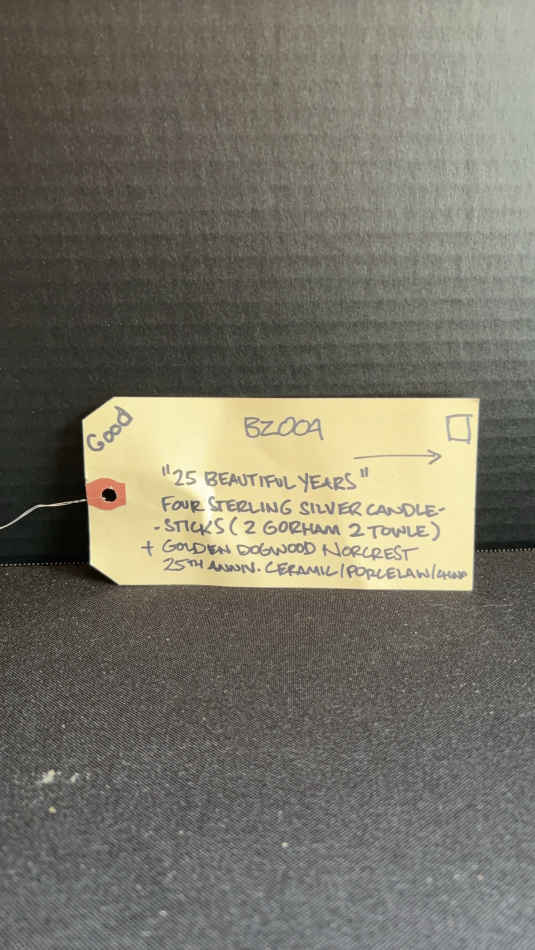 Good
BZ00A
"25 BEAUTIFUL YEARS"
FOUR STERLING SILVER CANDLE-
-STICKS (2 GORHAM 2 TOWLE)
+ GOLDEN DOGWOOD NORCREST
25TH ANNV. CERAMIC/PORCELAIN/CHINA